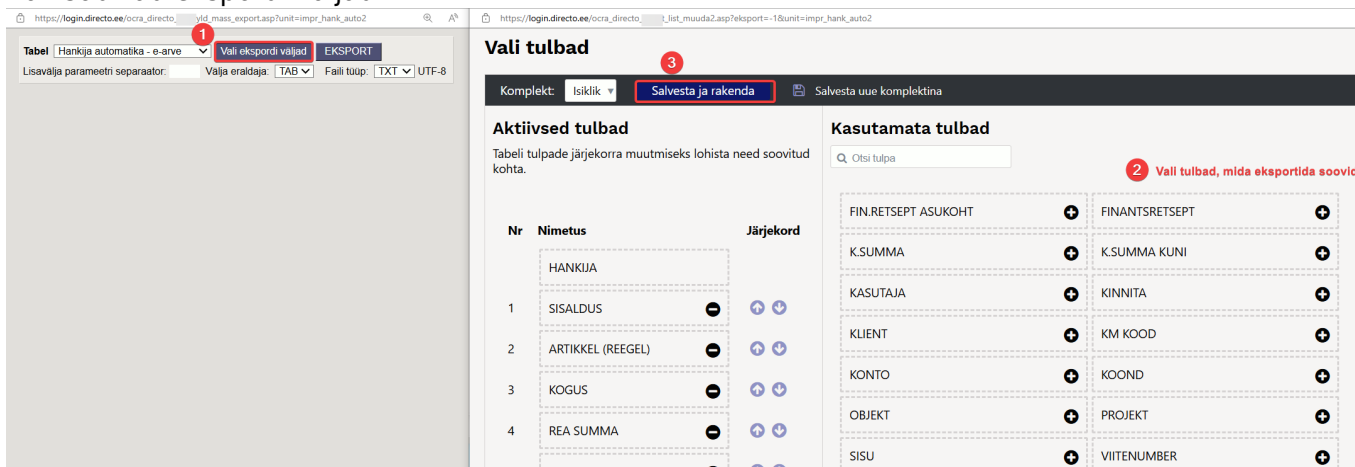 https://login.directo.ee/ocra_directo_ yld_mass_export.asp?unit=impr_hank_auto2
1
Tabel Hankija automatika - e-arve Vali ekspordi väljad EKSPORT
Lisavälja parameetri separaator: Välja eraldaja: TAB Faili tüüp: TXT UTF-8
https://login.directo.ee/ocra_directo_ t_list_muuda2.asp?eksport=-1&unit=impr_hank_auto2
Vali tulbad
3
Komplekt: Isiklik Salvesta ja rakenda Salvesta uue komplektina
Aktiivsed tulbad
Tabeli tulpade järjekorra muutmiseks lohista need soovitud
kohta.
Nr Nimetus Järjekord
HANKIJA
1 SISALDUS
2 ARTIKKEL (REEGEL)
3 KOGUS
4 REA SUMMA
Kasutamata tulbad
Otsi tulpa
2 Vali tulbad, mida eksportida soovid
FIN.RETSEPT ASUKOHT FINANTSRETSEPT
K.SUMMA K.SUMMA KUNI
KASUTAJA KINNITA
KLIENT KM KOOD
KONTO KOOND
OBJEKT PROJEKT
SISU VIITENUMBER